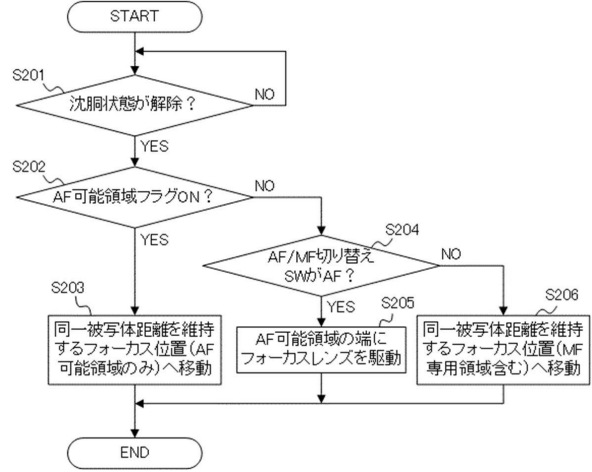 START
S201
沈胴状態が解除？
NO
YES
S202
AF可能領域フラグON？
NO
YES
S204
AF/MF切り替え
SWがAF？
NO
YES
S203
同一被写体距離を維持
するフォーカス位置(AF
可能領域のみ)へ移動
S205
AF可能領域の端に
フォーカスレンズを駆動
S206
同一被写体距離を維持
するフォーカス位置(MF
専用領域含む)へ移動
END